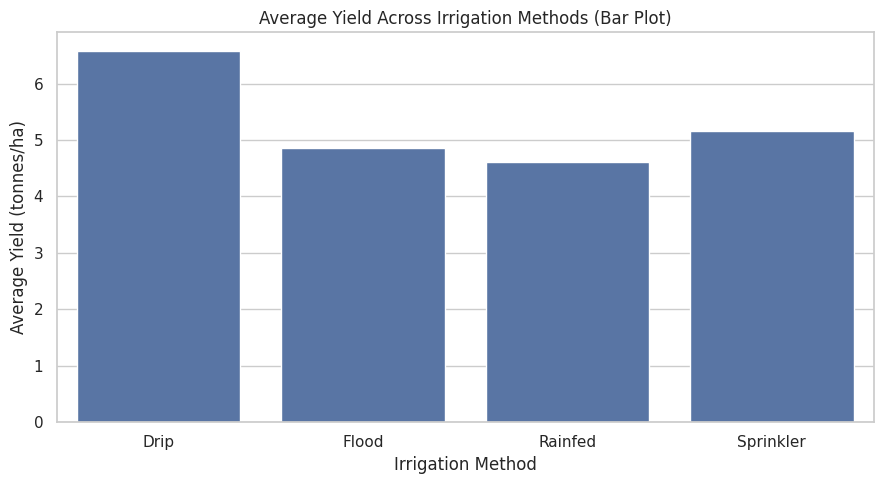 Average Yield Across Irrigation Methods (Bar Plot)
Average Yield (tonnes/ha)
6
5
4
3
2
1
0
Drip
Flood
Rainfed
Sprinkler
Irrigation Method